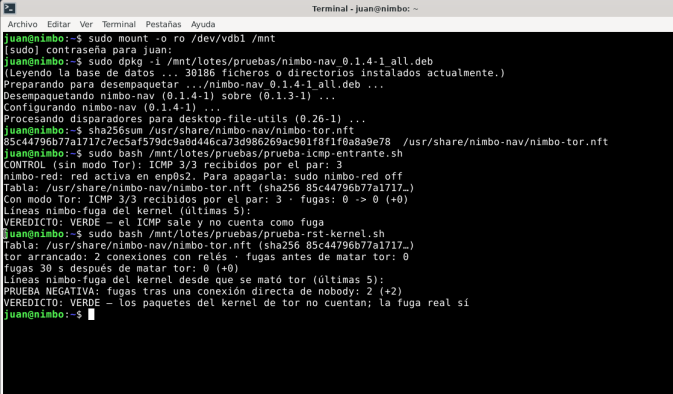 Terminal - juan@nimbo: ~
Archivo Editar Ver Terminal Pestañas Ayuda
juan@nimbo:~$ sudo mount -o ro /dev/vdb1 /mnt
[sudo] contraseña para juan:
juan@nimbo:~$ sudo dpkg -i /mnt/lotes/pruebas/nimbo-nav_0.1.4-1_all.deb
(Leyendo la base de datos ... 30186 ficheros o directorios instalados actualmente.)
Preparando para desempaquetar .../nimbo-nav_0.1.4-1_all.deb ...
Desempaquetando nimbo-nav (0.1.4-1) sobre (0.1.3-1) ...
Configurando nimbo-nav (0.1.4-1) ...
Procesando disparadores para desktop-file-utils (0.26-1) ...
juan@nimbo:~$ sha256sum /usr/share/nimbo-nav/nimbo-tor.nft
85c44796b77a1717c7ec5af579dc9a0d446ca73d986269ac901f8f1f0a8a9e78  /usr/share/nimbo-nav/nimbo-tor.nft
juan@nimbo:~$ sudo bash /mnt/lotes/pruebas/prueba-icmp-entrante.sh
CONTROL (sin modo Tor): ICMP 3/3 recibidos por el par: 3
nimbo-red: red activa en enp0s2. Para apagarla: sudo nimbo-red off
Tabla: /usr/share/nimbo-nav/nimbo-tor.nft (sha256 85c44796b77a1717…)
Con modo Tor: ICMP 3/3 recibidos por el par: 3 · fugas: 0 -> 0 (+0)
Líneas nimbo-fuga del kernel (últimas 5):
VEREDICTO: VERDE — el ICMP sale y no cuenta como fuga
juan@nimbo:~$ sudo bash /mnt/lotes/pruebas/prueba-rst-kernel.sh
Tabla: /usr/share/nimbo-nav/nimbo-tor.nft (sha256 85c44796b77a1717…)
tor arrancado: 2 conexiones con relés · fugas antes de matar tor: 0
fugas 30 s después de matar tor: 0 (+0)
Líneas nimbo-fuga del kernel desde que se mató tor (últimas 5):
PRUEBA NEGATIVA: fugas tras una conexión directa de nobody: 2 (+2)
VEREDICTO: VERDE — los paquetes del kernel de tor no cuentan; la fuga real sí
juan@nimbo:~$